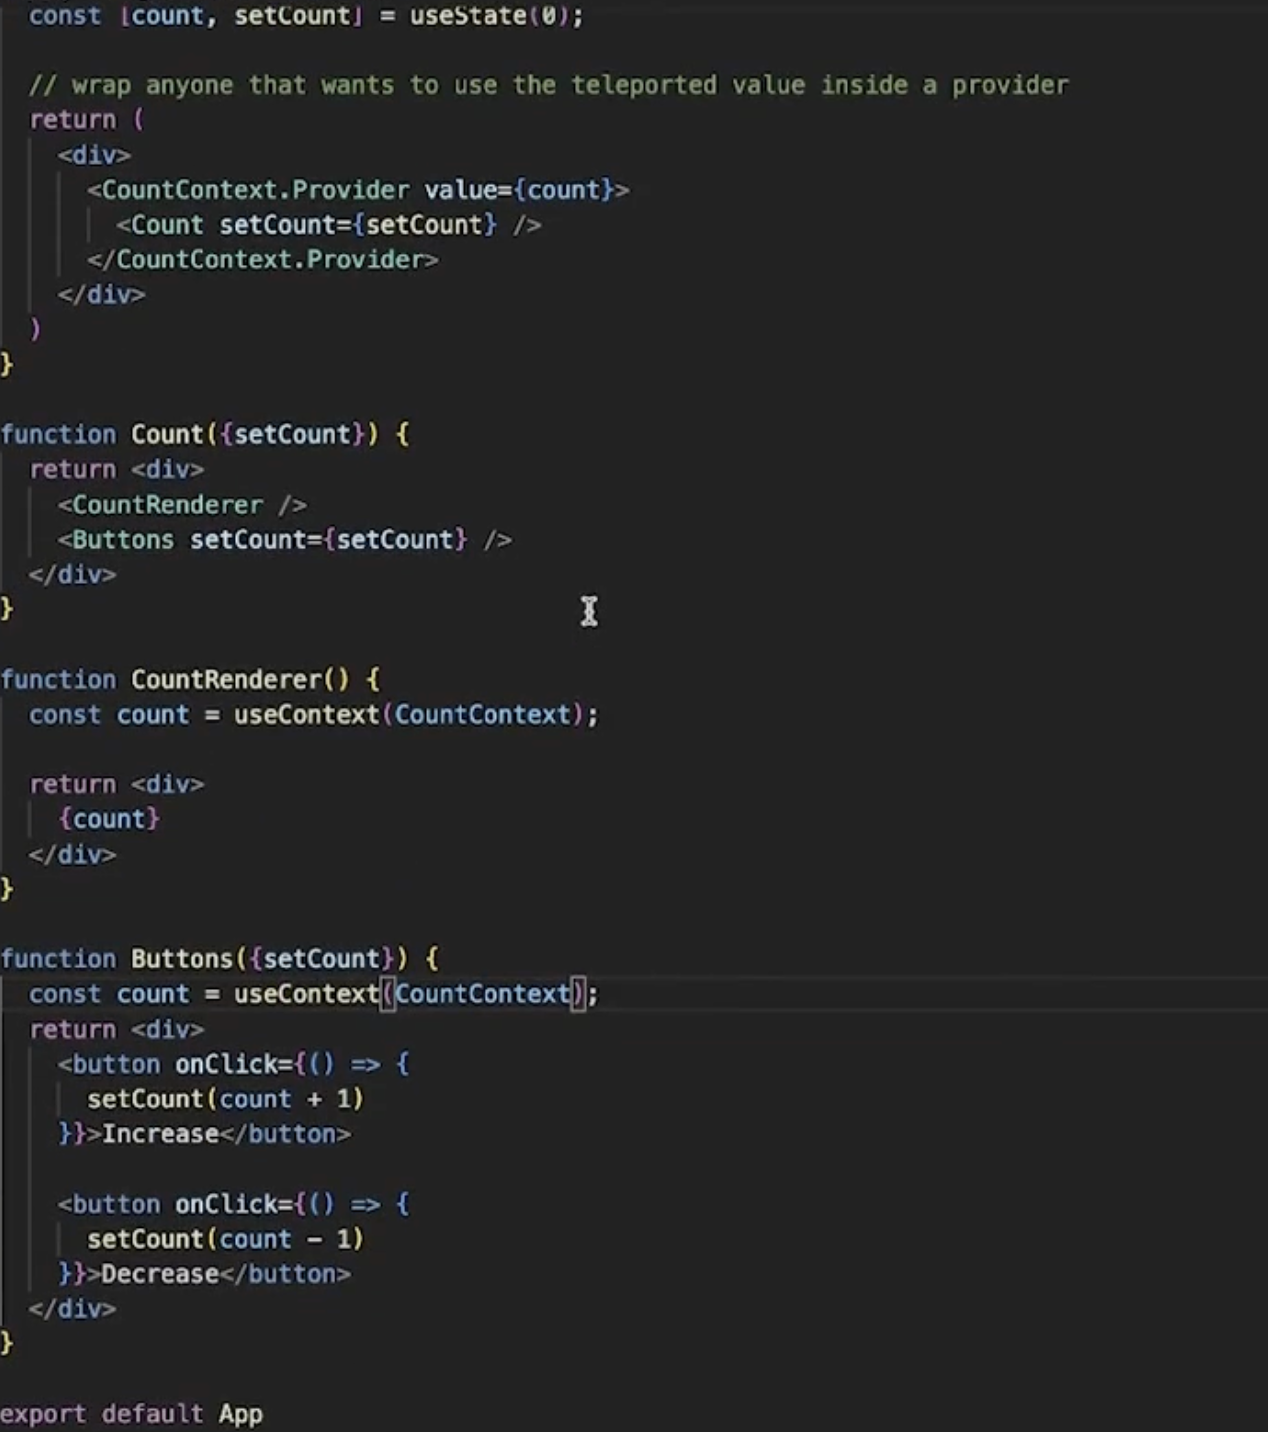 const [count, setCount] = useState(0);
// wrap anyone that wants to use the teleported value inside a provider
return (
<div>
<CountContext.Provider value={count}>
<Count setCount={setCount} />
</CountContext.Provider>
</div>
)
}
function Count({setCount}) {
return <div>
<CountRenderer />
<Buttons setCount={setCount} />
</div>
}
function CountRenderer() {
const count = useContext(CountContext);
return <div>
{count}
</div>
}
function Buttons({setCount}) {
const count = useContext(CountContext);
return <div>
<button onClick={() => {
setCount(count + 1)
}}>Increase</button>
<button onClick={() => {
setCount(count - 1)
}}>Decrease</button>
</div>
}
export default App